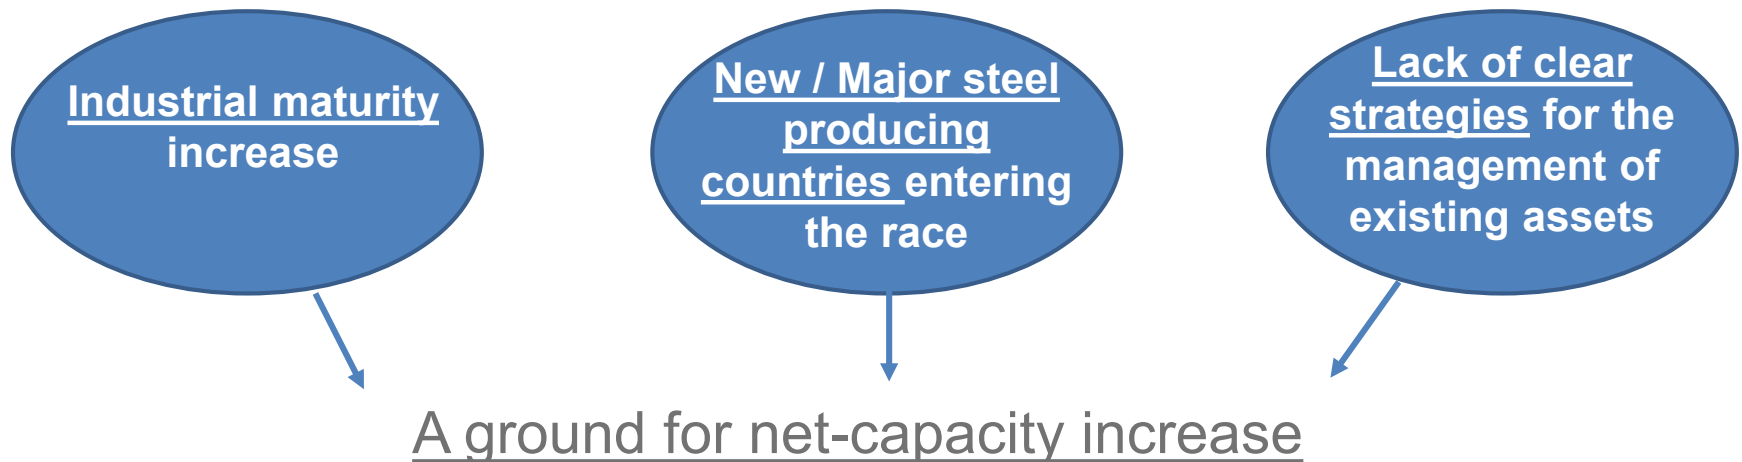 Industrial maturity
increase
New / Major steel
producing
countries entering
the race
Lack of clear
strategies for the
management of
existing assets
A ground for net-capacity increase